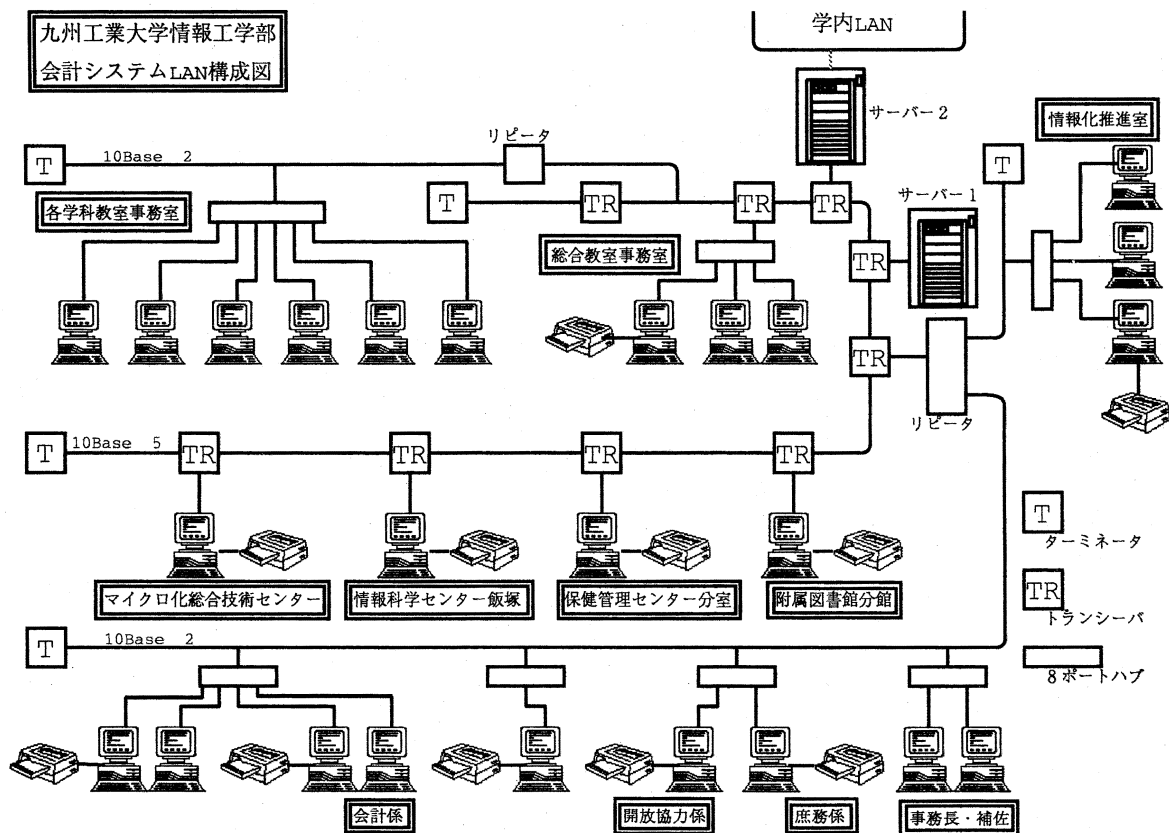 九州工業大学情報工学部
会計システムLAN構成図
学内LAN
サーバー2
情報化推進室
リピータ
T
10Base 2
T
サーバー1
各学科教室事務室
T
TR
TR
TR
総合教室事務室
TR
TR
リピータ
T
10Base 5
TR
TR
TR
TR
T
ターミネータ
マイクロ化総合技術センター
情報科学センター飯塚
保健管理センター分室
附属図書館分館
TR
トランシーバ
T
10Base 2
8ポートハブ
会計係
開放協力係
庶務係
事務長・補佐